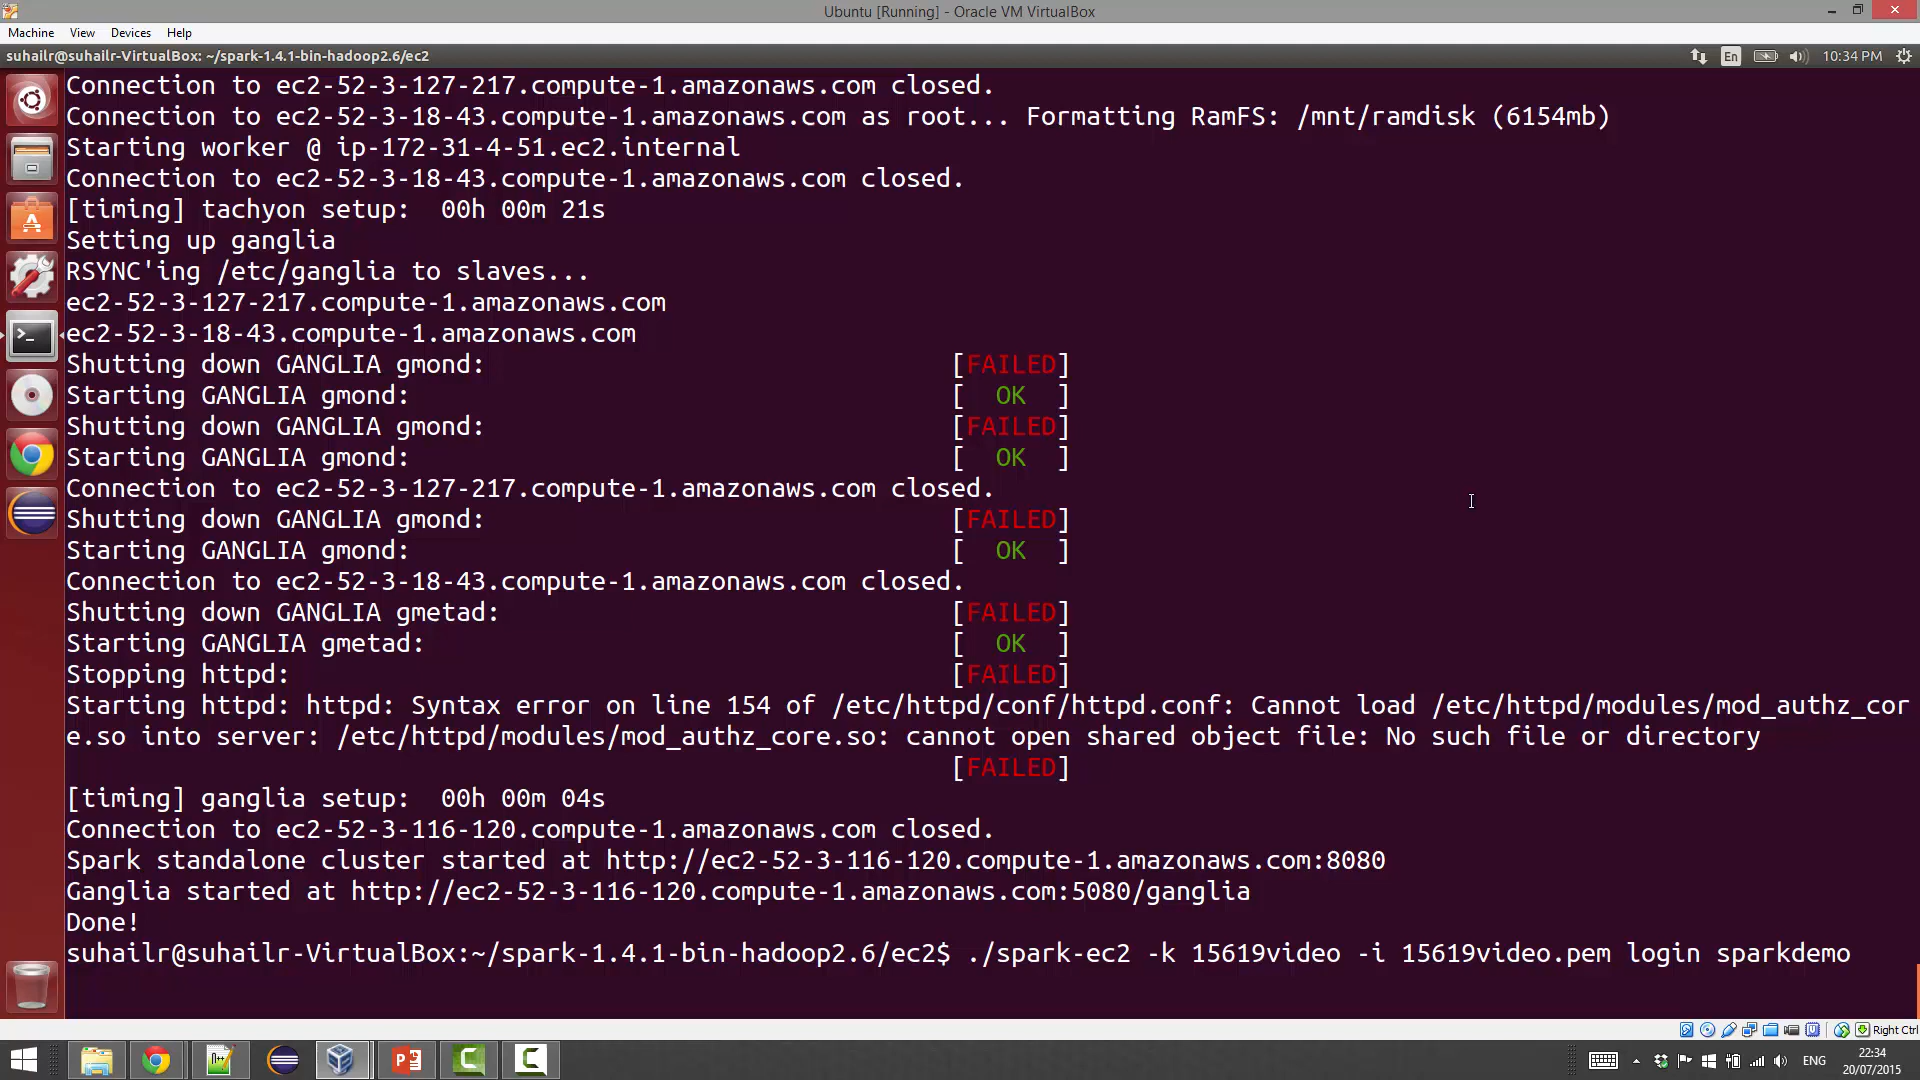 Ubuntu [Running] - Oracle VM VirtualBox
Machine View Devices Help
suhailr@suhailr-VirtualBox: ~/spark-1.4.1-bin-hadoop2.6/ec2
En
10:34 PM
Connection to ec2-52-3-127-217.compute-1.amazonaws.com closed.
Connection to ec2-52-3-18-43.compute-1.amazonaws.com as root... Formatting RamFS: /mnt/ramdisk (6154mb)
Starting worker @ ip-172-31-4-51.ec2.internal
Connection to ec2-52-3-18-43.compute-1.amazonaws.com closed.
[timing] tachyon setup:  00h 00m 21s
Setting up ganglia
RSYNC'ing /etc/ganglia to slaves...
ec2-52-3-127-217.compute-1.amazonaws.com
ec2-52-3-18-43.compute-1.amazonaws.com
Shutting down GANGLIA gmond: [FAILED]
Starting GANGLIA gmond: [  OK  ]
Shutting down GANGLIA gmond: [FAILED]
Starting GANGLIA gmond: [  OK  ]
Connection to ec2-52-3-127-217.compute-1.amazonaws.com closed.
Shutting down GANGLIA gmond: [FAILED]
Starting GANGLIA gmond: [  OK  ]
Connection to ec2-52-3-18-43.compute-1.amazonaws.com closed.
Shutting down GANGLIA gmetad: [FAILED]
Starting GANGLIA gmetad: [  OK  ]
Stopping httpd: [FAILED]
Starting httpd: httpd: Syntax error on line 154 of /etc/httpd/conf/httpd.conf: Cannot load /etc/httpd/modules/mod_authz_cor
e.so into server: /etc/httpd/modules/mod_authz_core.so: cannot open shared object file: No such file or directory
[FAILED]
[timing] ganglia setup:  00h 00m 04s
Connection to ec2-52-3-116-120.compute-1.amazonaws.com closed.
Spark standalone cluster started at http://ec2-52-3-116-120.compute-1.amazonaws.com:8080
Ganglia started at http://ec2-52-3-116-120.compute-1.amazonaws.com:5080/ganglia
Done!
suhailr@suhailr-VirtualBox:~/spark-1.4.1-bin-hadoop2.6/ec2$ ./spark-ec2 -k 15619video -i 15619video.pem login sparkdemo
Right Ctrl
ENG
22:34
20/07/2015